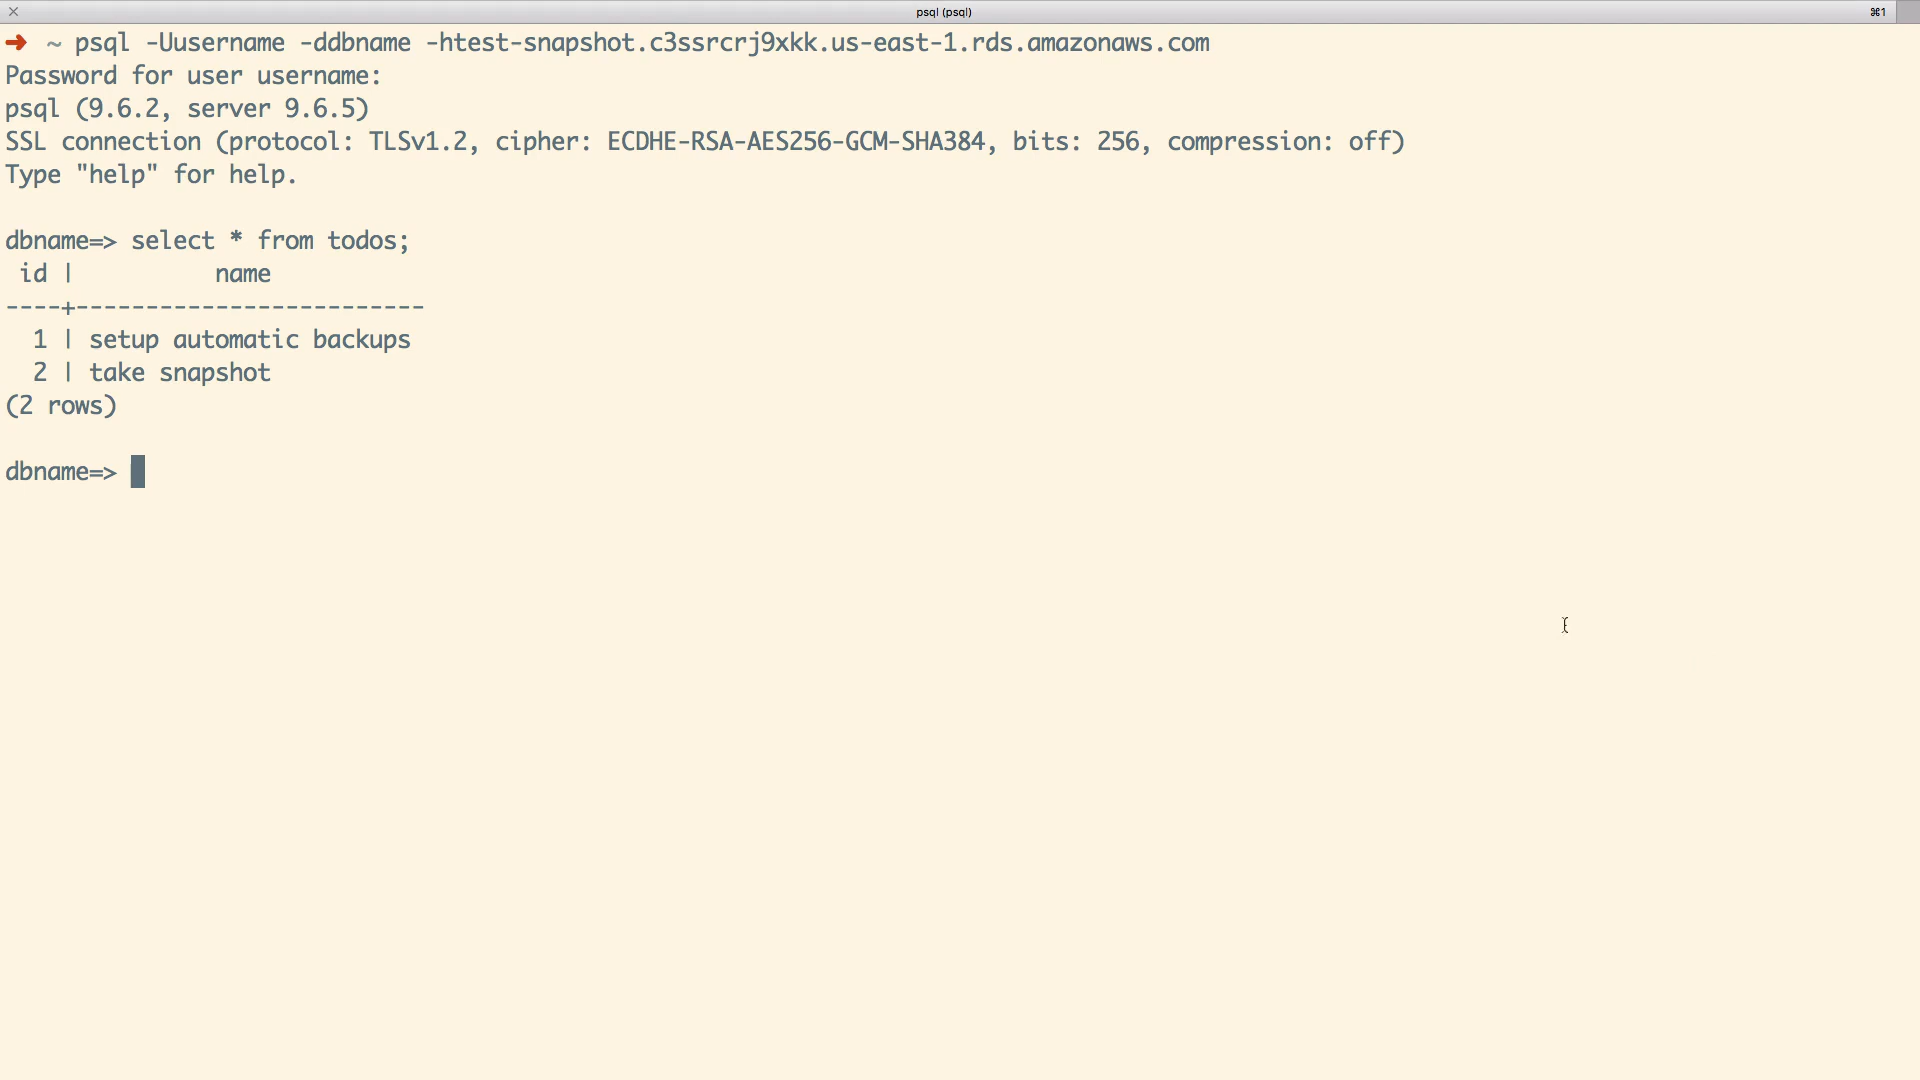 psql (psql)
⌘1
➜  ~ psql -Uusername -ddbname -htest-snapshot.c3ssrcrj9xkk.us-east-1.rds.amazonaws.com
Password for user username:
psql (9.6.2, server 9.6.5)
SSL connection (protocol: TLSv1.2, cipher: ECDHE-RSA-AES256-GCM-SHA384, bits: 256, compression: off)
Type "help" for help.
dbname=> select * from todos;
 id |          name
----+-------------------------
  1 | setup automatic backups
  2 | take snapshot
(2 rows)
dbname=>